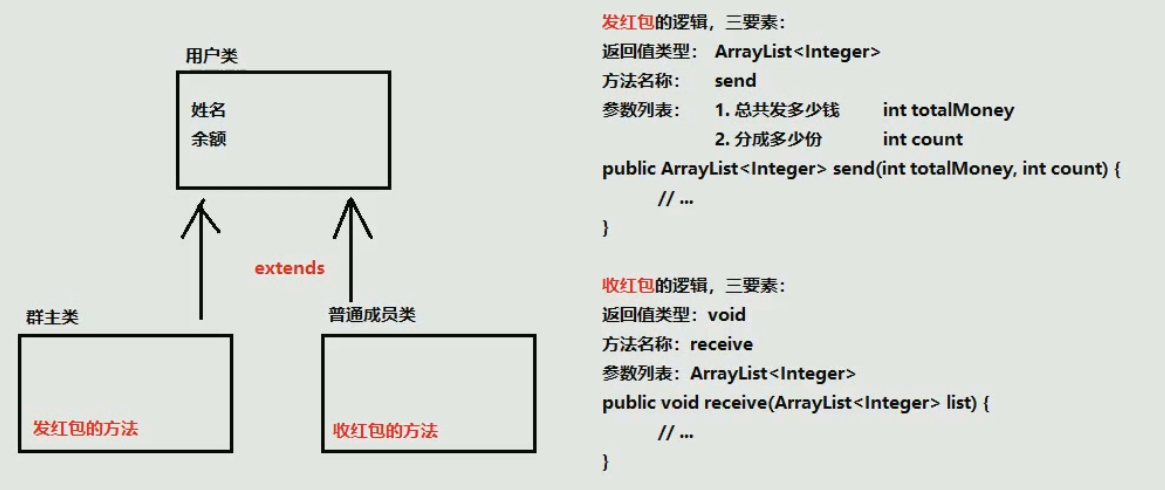 用户类
姓名
余额
extends
群主类
普通成员类
发红包的方法
收红包的方法
发红包的逻辑，三要素：
返回值类型： ArrayList<Integer>
方法名称： send
参数列表： 1. 总共发多少钱 int totalMoney
2. 分成多少份 int count
public ArrayList<Integer> send(int totalMoney, int count) {
// ...
}
收红包的逻辑，三要素：
返回值类型：void
方法名称：receive
参数列表：ArrayList<Integer>
public void receive(ArrayList<Integer> list) {
// ...
}